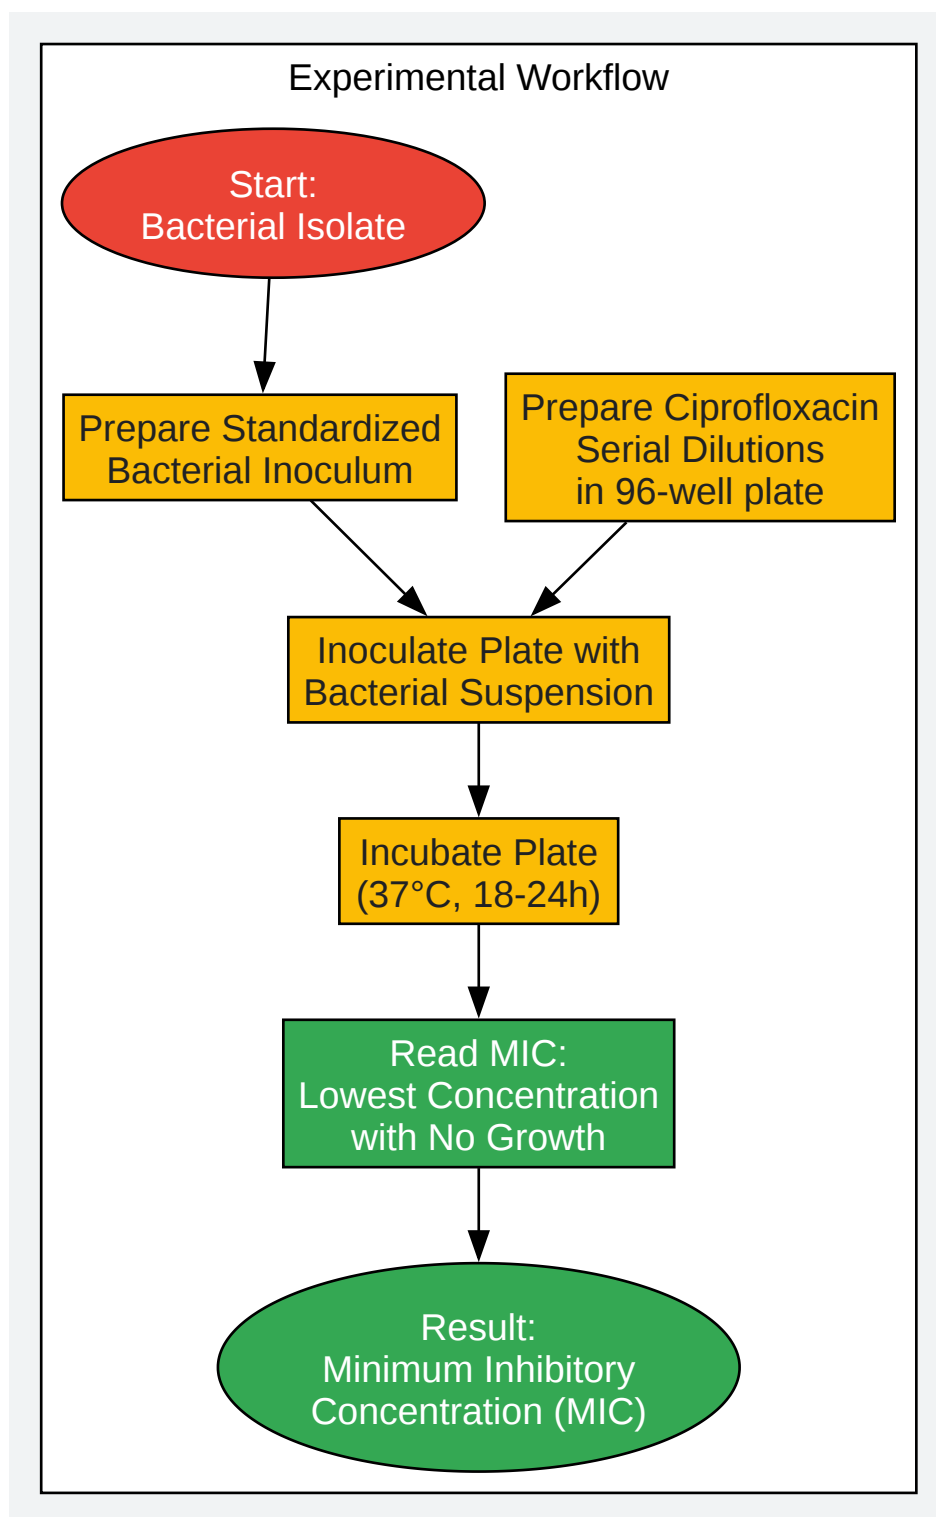 Experimental Workflow
Start:
Bacterial Isolate
Prepare Standardized
Bacterial Inoculum
Prepare Ciprofloxacin
Serial Dilutions
in 96-well plate
Inoculate Plate with
Bacterial Suspension
Incubate Plate
(37°C, 18-24h)
Read MIC:
Lowest Concentration
with No Growth
Result:
Minimum Inhibitory
Concentration (MIC)